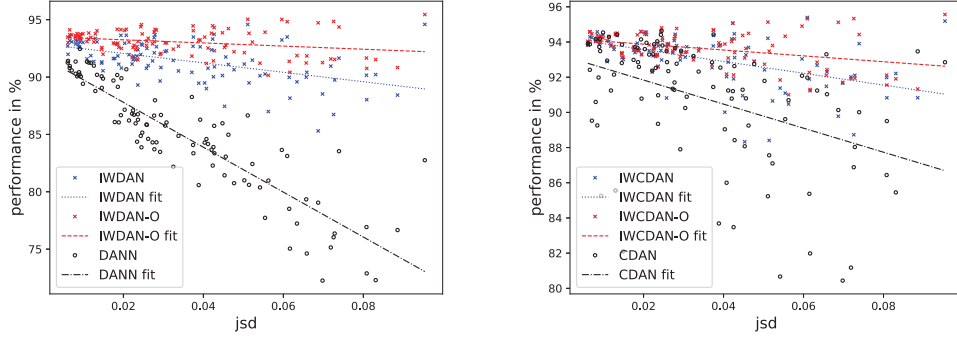 performance in %
95
90
85
80
75
IWDAN
IWDAN fit
IWDAN-O
IWDAN-O fit
DANN
DANN fit
0.02
0.04
0.06
0.08
jsd
performance in %
96
94
92
90
88
86
84
82
80
IWCDAN
IWCDAN fit
IWCDAN-O
IWCDAN-O fit
CDAN
CDAN fit
0.02
0.04
0.06
0.08
jsd